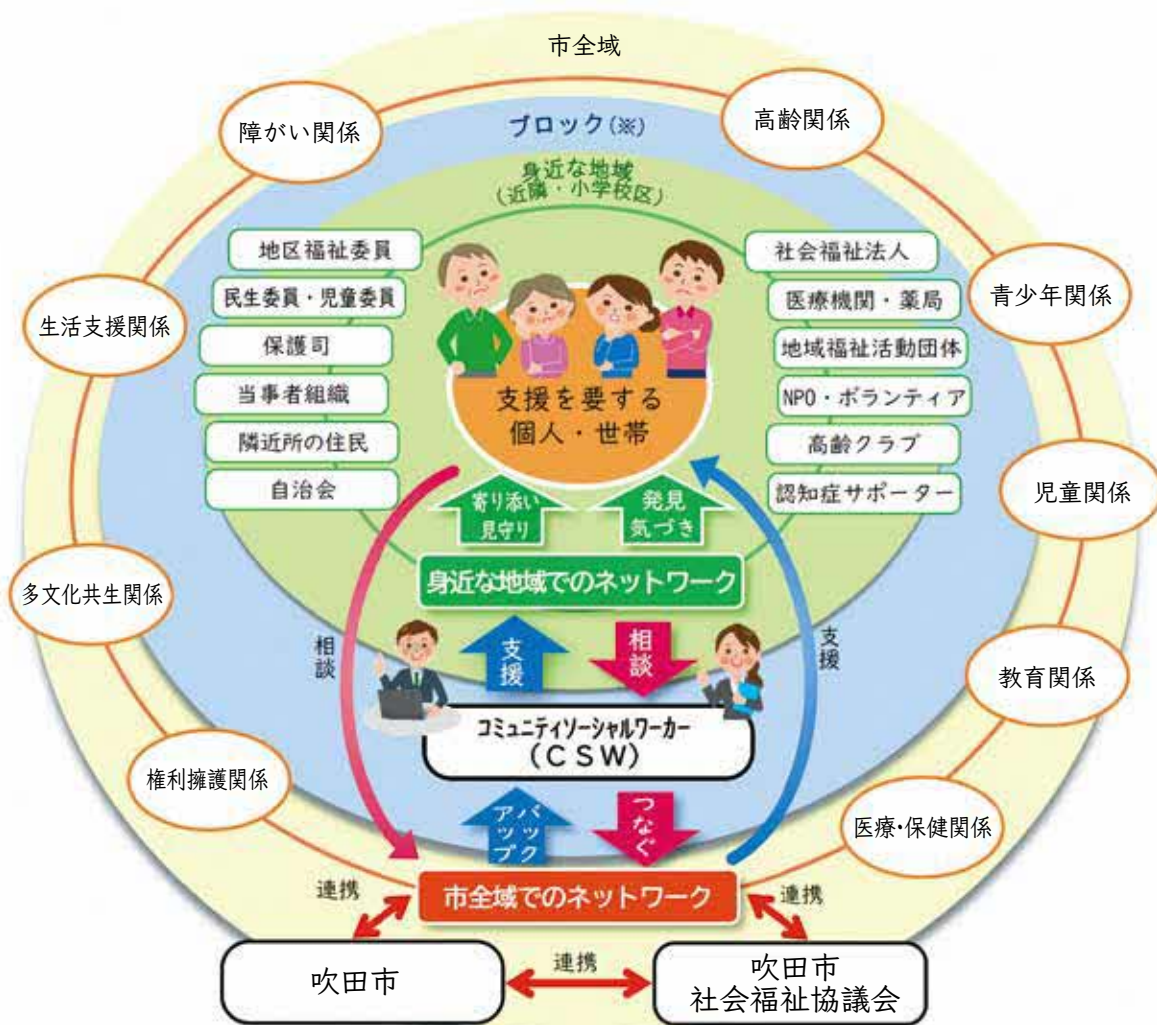 市全域
障がい関係
高齢関係
ブロック(※)
身近な地域
(近隣・小学校区)
地区福祉委員
民生委員・児童委員
保護司
当事者組織
隣近所の住民
自治会
社会福祉法人
医療機関・薬局
地域福祉活動団体
NPO・ボランティア
高齢クラブ
認知症サポーター
生活支援関係
青少年関係
支援を要する
個人・世帯
児童関係
寄り添い
見守り
発見
気づき
身近な地域でのネットワーク
多文化共生関係
相談
支援
相談
支援
教育関係
コミュニティソーシャルワーカー
(CSW)
権利擁護関係
バック
アップ
つなぐ
医療・保健関係
連携
市全域でのネットワーク
連携
吹田市
連携
吹田市
社会福祉協議会